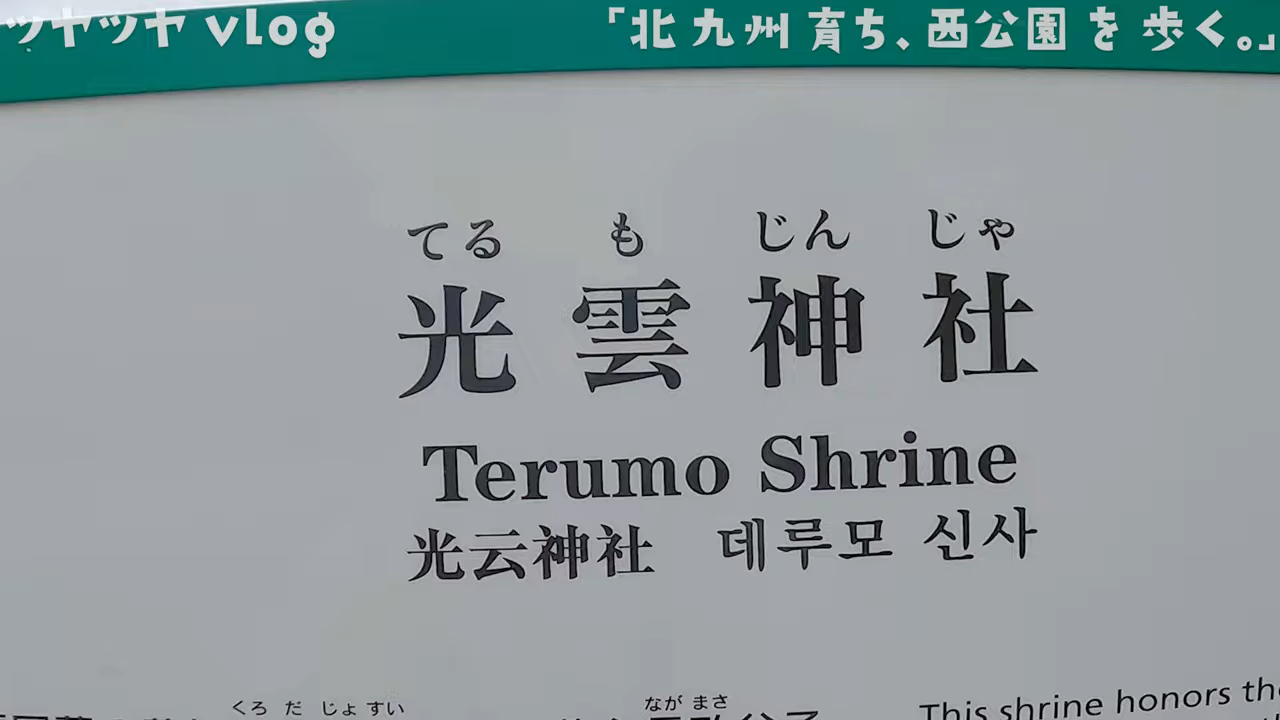 ツヤツヤ vlog 「北九州育ち、西公園を歩く。」
てる も じん じゃ
光雲神社
Terumo Shrine
光云神社 데루모 신사
くろ だ じょ すい なが まさ
This shrine honors the